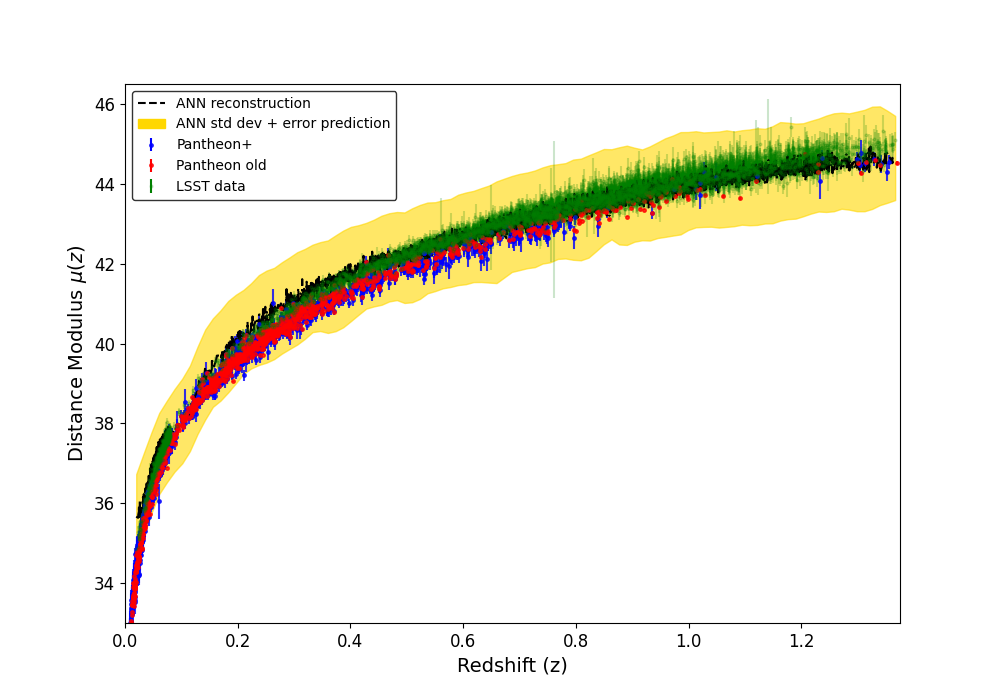 ANN reconstruction
ANN std dev + error prediction
Pantheon+
Pantheon old
LSST data
46
44
42
40
38
36
34
Distance Modulus μ(z)
0.0 0.2 0.4 0.6 0.8 1.0 1.2
Redshift (z)